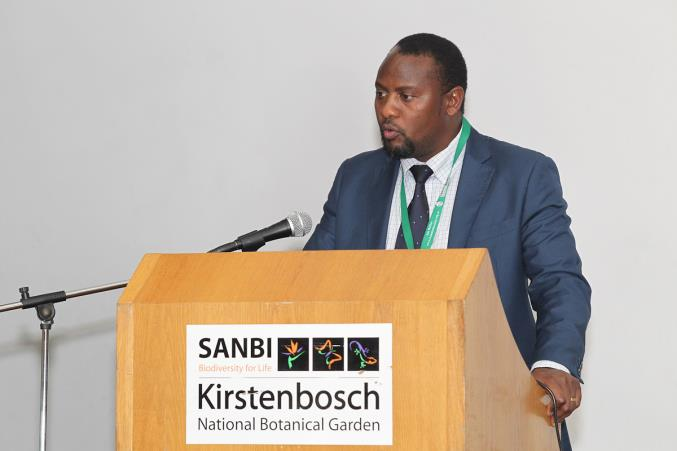 SANBI
Biodiversity for Life
Kirstenbosch
National Botanical Garden